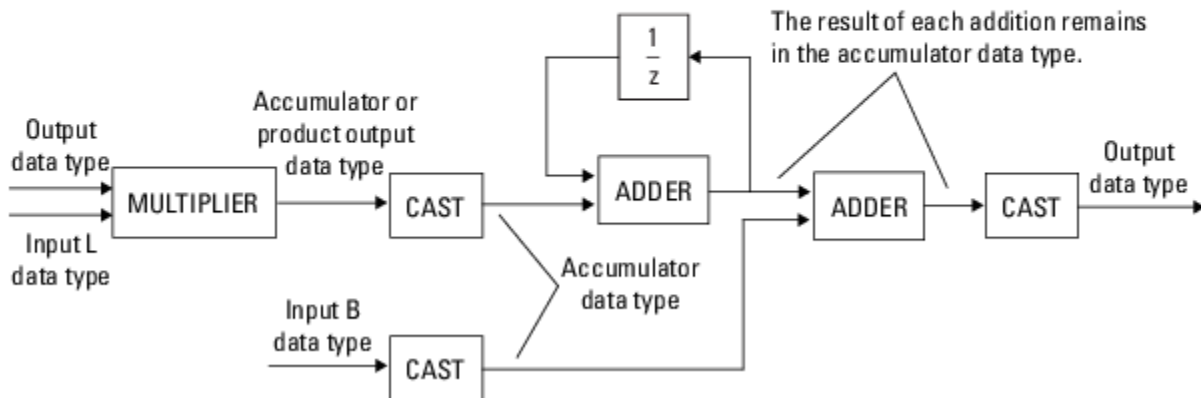 The result of each addition remains
in the accumulator data type.
1
z
Accumulator or
product output
data type
Output
data type
MULTIPLIER
Input L
data type
CAST
ADDER
ADDER
CAST
Output
data type
Accumulator
data type
Input B
data type
CAST